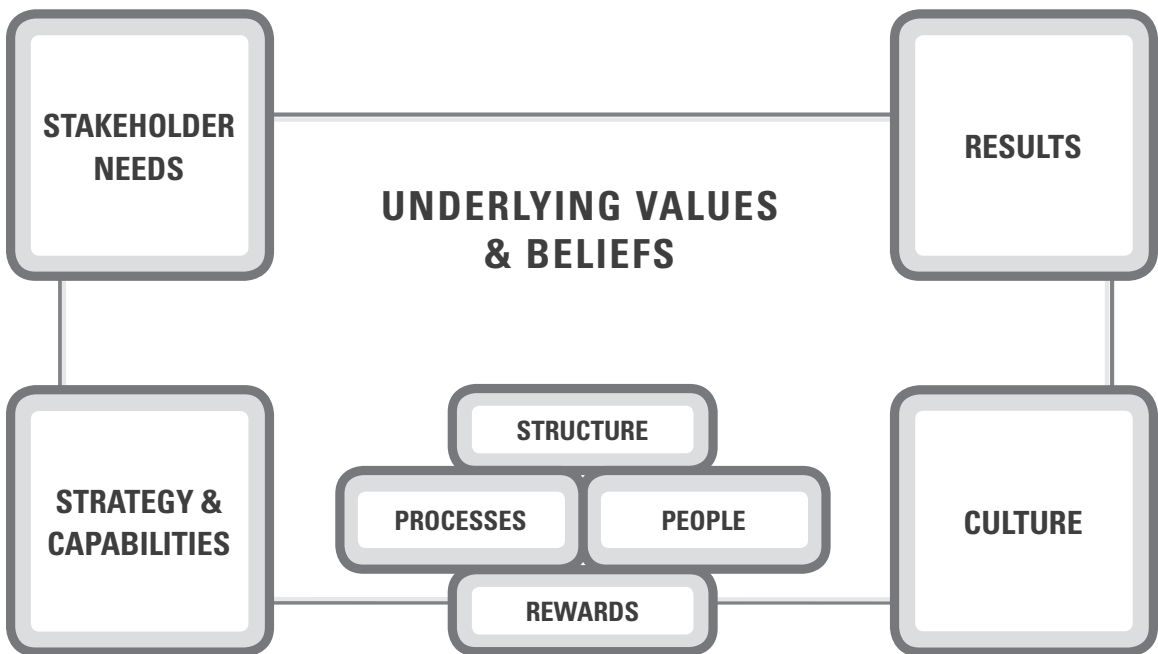 STAKEHOLDER
NEEDS
RESULTS
UNDERLYING VALUES
& BELIEFS
STRATEGY &
CAPABILITIES
STRUCTURE
PROCESSES
PEOPLE
REWARDS
CULTURE